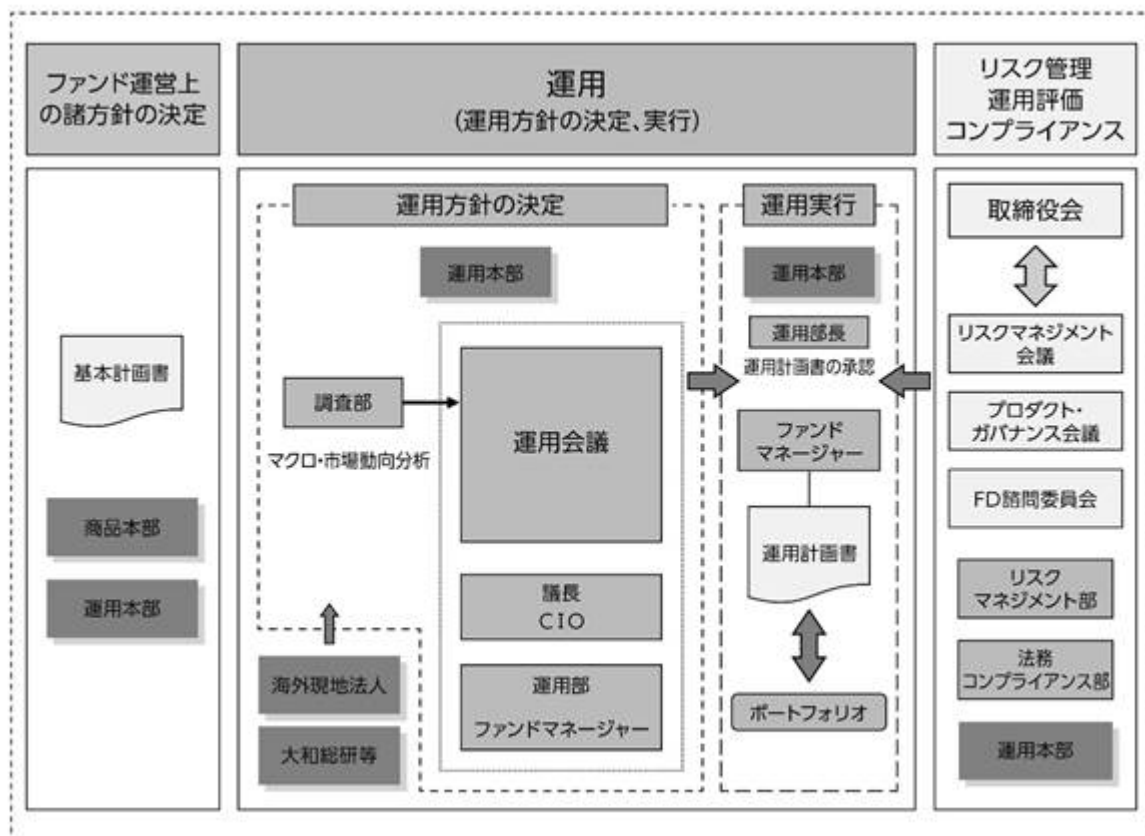 ファンド運営上
の諸方針の決定
運用
(運用方針の決定、実行)
リスク管理
運用評価
コンプライアンス
基本計画書
商品本部
運用本部
運用方針の決定
運用本部
調査部
マクロ・市場動向分析
運用会議
議長
CIO
運用部
ファンドマネージャー
海外現地法人
大和総研等
運用実行
運用本部
運用部長
運用計画書の承認
ファンド
マネージャー
運用計画書
ポートフォリオ
取締役会
リスクマネジメント
会議
プロダクト・
ガバナンス会議
FD諮問委員会
リスク
マネジメント部
法務
コンプライアンス部
運用本部